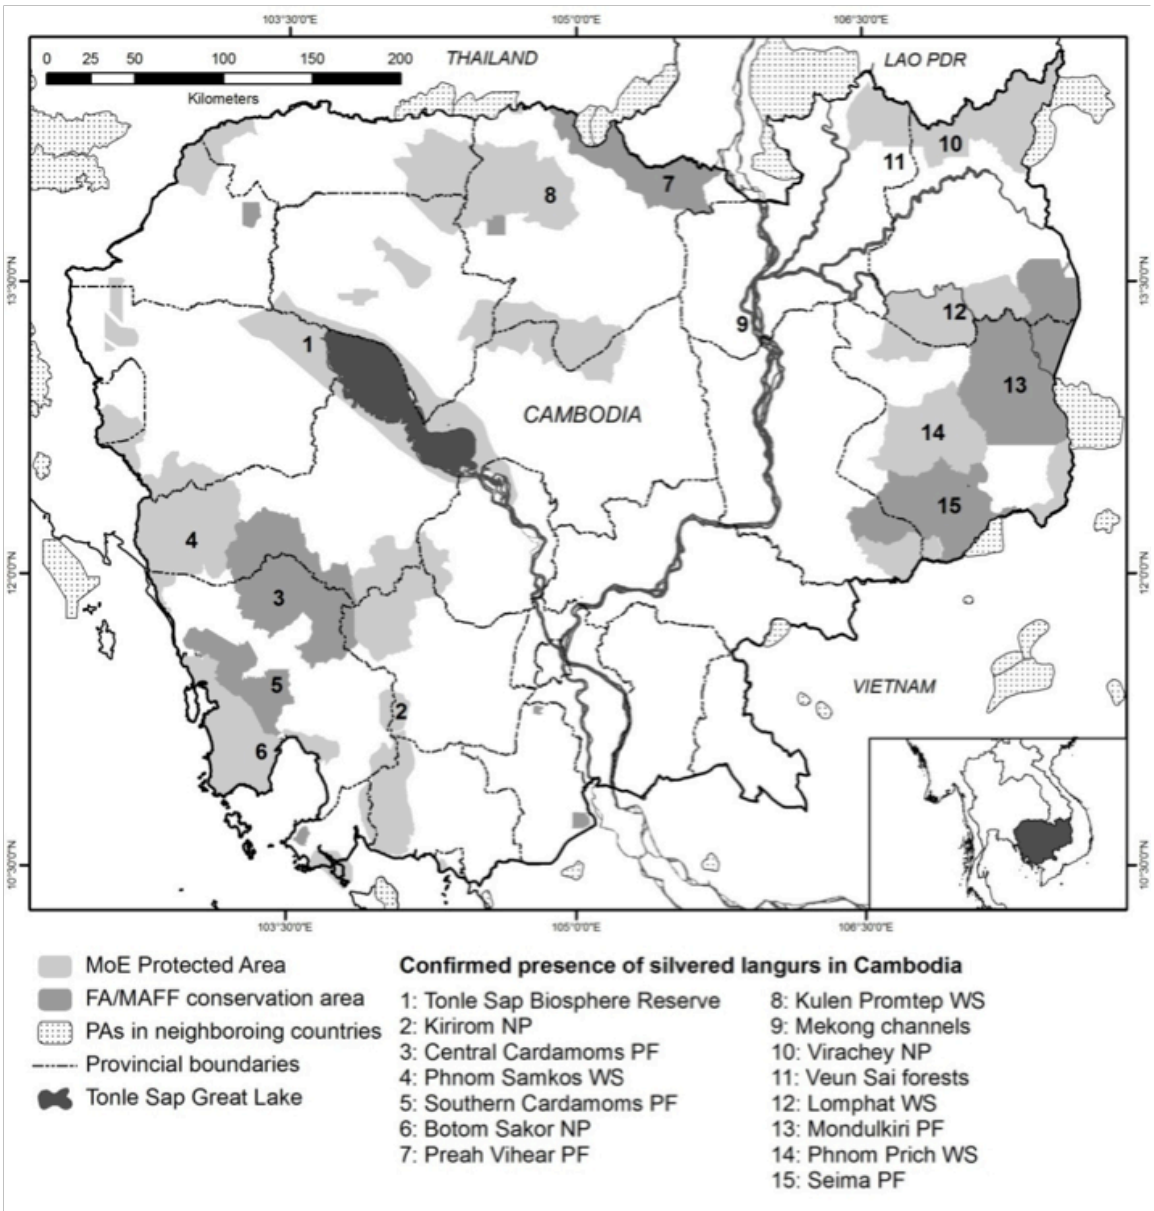 103°30'0"E 105°0'0"E 106°30'0"E
0 25 50 100 150 200
Kilometers
THAILAND
LAO PDR
10
11
7
8
13°30'0"N
13°30'0"N
12
9
1
13
CAMBODIA
14
15
4
12°0'0"N
12°0'0"N
3
5
VIETNAM
2
6
10°30'0"N
10°30'0"N
103°30'0"E 105°0'0"E 106°30'0"E
MoE Protected Area
FA/MAFF conservation area
PAs in neighboroing countries
Provincial boundaries
Tonle Sap Great Lake
Confirmed presence of silvered langurs in Cambodia
1: Tonle Sap Biosphere Reserve
2: Kirirom NP
3: Central Cardamoms PF
4: Phnom Samkos WS
5: Southern Cardamoms PF
6: Botom Sakor NP
7: Preah Vihear PF
8: Kulen Promtep WS
9: Mekong channels
10: Virachey NP
11: Veun Sai forests
12: Lomphat WS
13: Mondulkiri PF
14: Phnom Prich WS
15: Seima PF